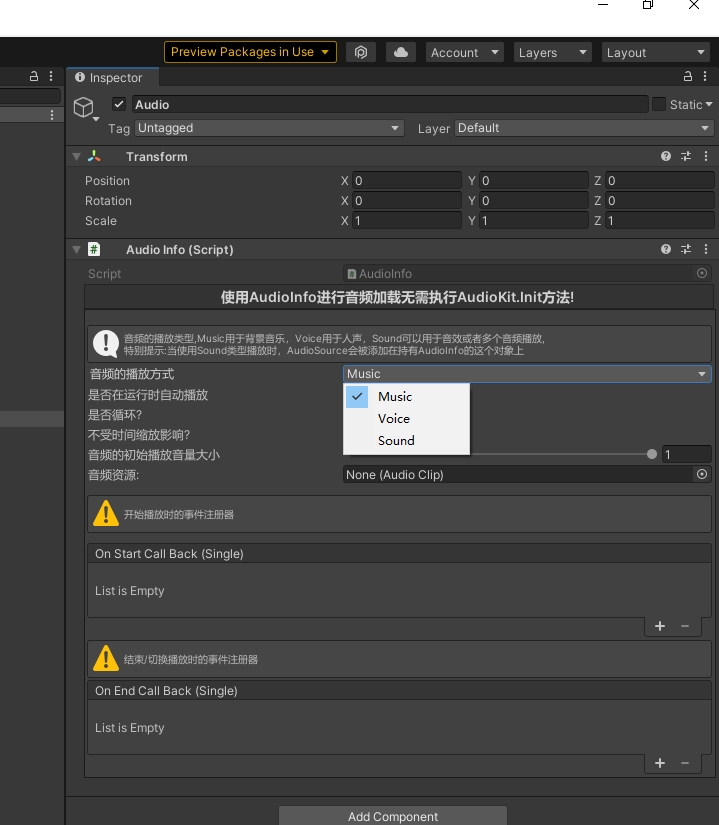 Preview Packages in Use
Account
Layers
Layout
Inspector
Audio
Static
Tag Untagged
Layer Default
Transform
Position X 0 Y 0 Z 0
Rotation X 0 Y 0 Z 0
Scale X 1 Y 1 Z 1
# Audio Info (Script)
Script AudioInfo
使用AudioInfo进行音频加载无需执行AudioKit.Init方法!
音频的播放类型,Music用于背景音乐，Voice用于人声，Sound可以用于音效或者多个音频播放,
特别提示:当使用Sound类型播放时，AudioSource会被添加在持有AudioInfo的这个对象上
音频的播放方式 Music
Music
Voice
Sound
是否在运行时自动播放
是否循环?
不受时间缩放影响?
音频的初始播放音量大小 1
音频资源: None (Audio Clip)
开始播放时的事件注册器
On Start Call Back (Single)
List is Empty
+ −
结束/切换播放时的事件注册器
On End Call Back (Single)
List is Empty
+ −
Add Component